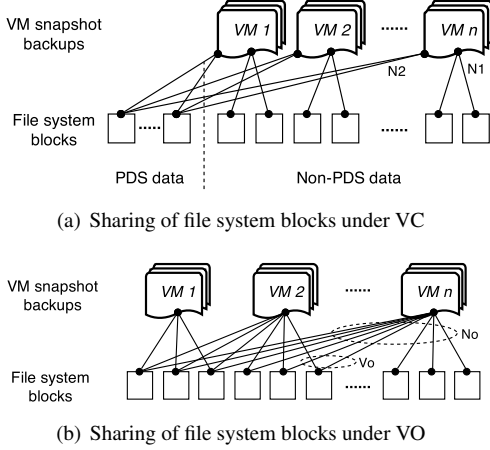 VM snapshot
backups
VM 1
VM 2
......
VM n
N2
N1
File system
blocks
.....
......
PDS data
Non-PDS data
(a) Sharing of file system blocks under VC
VM snapshot
backups
VM 1
VM 2
......
VM n
No
Vo
File system
blocks
......
(b) Sharing of file system blocks under VO